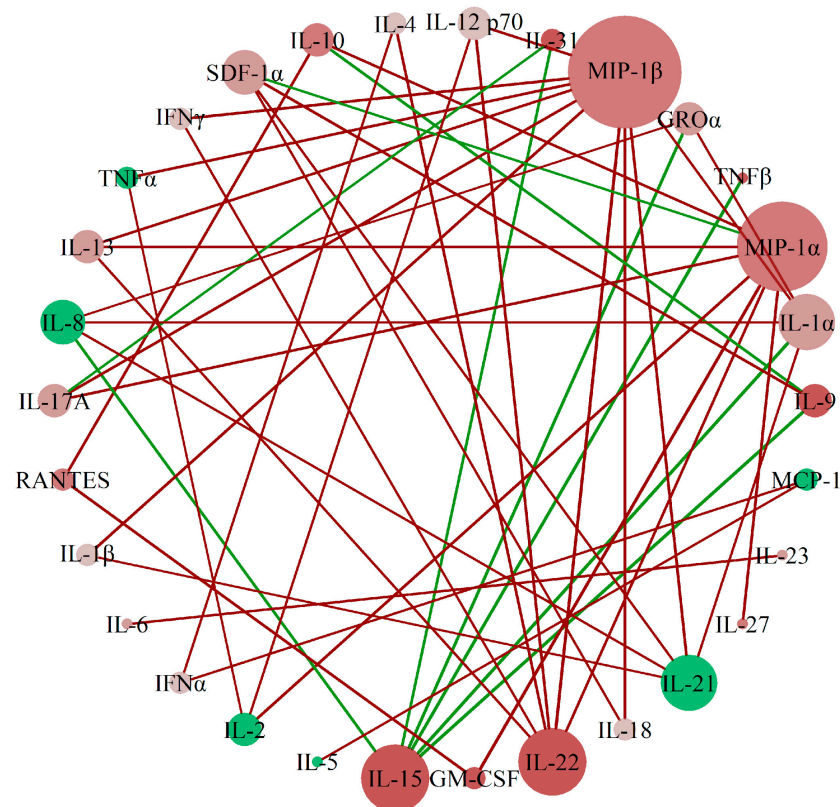 IL-4
IL-12 p70
IL-10
IL-31
SDF-1α
MIP-1β
IFNγ
GROα
TNFα
TNFβ
IL-13
MIP-1α
IL-8
IL-1α
IL-17A
IL-9
RANTES
MCP-1
IL-1β
IL-23
IL-6
IL-27
IFNα
IL-21
IL-2
IL-18
IL-5
IL-22
IL-15
GM-CSF